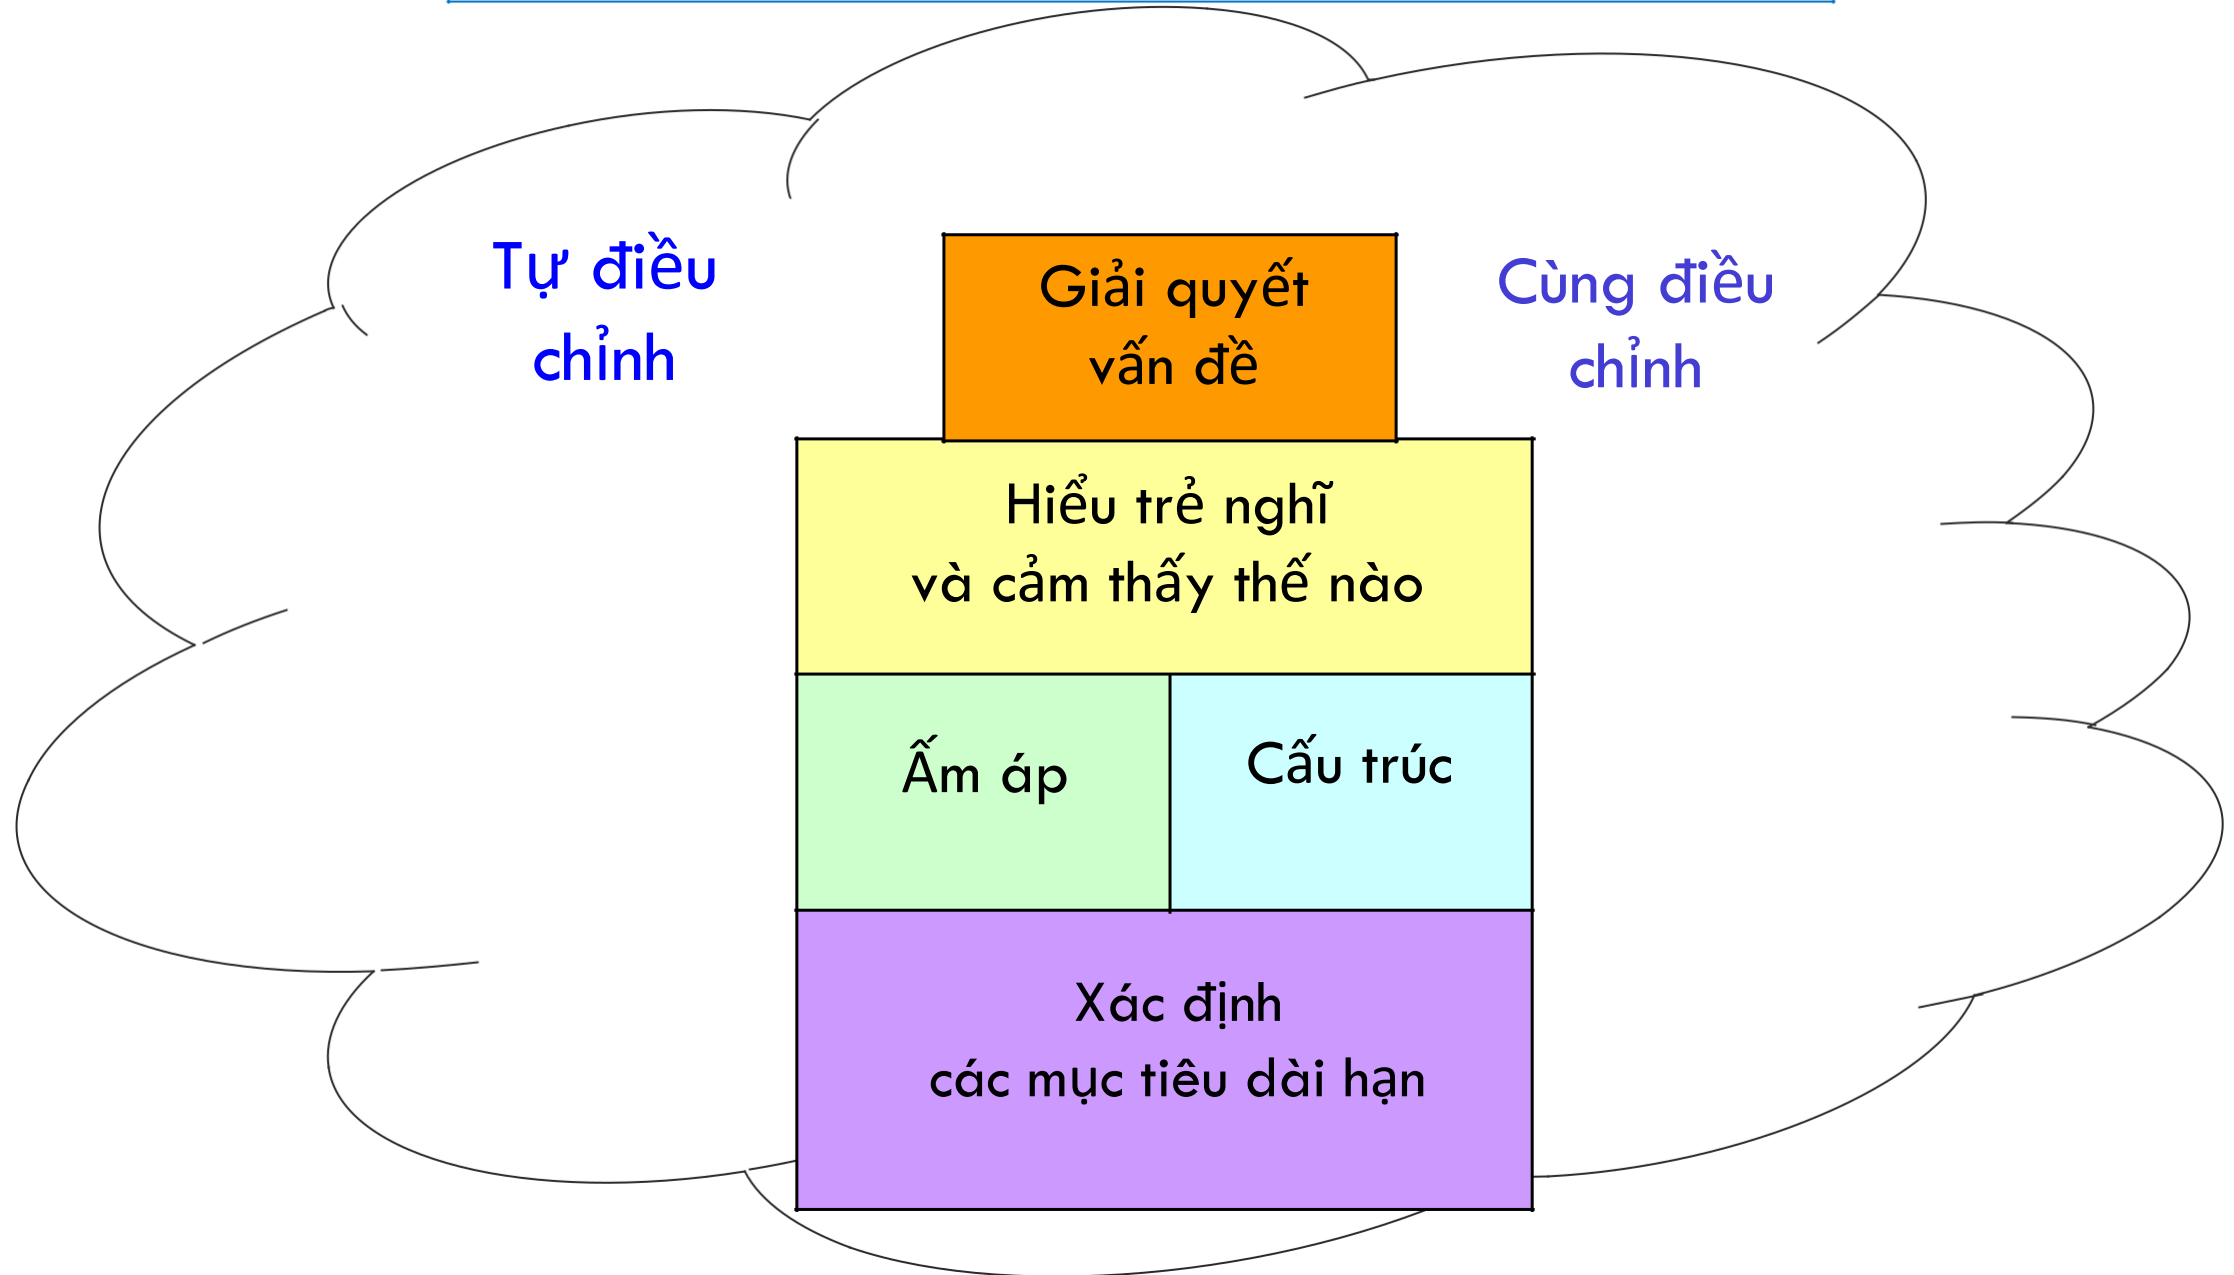 Tự điều
chỉnh
Giải quyết
vấn đề
Cùng điều
chỉnh
Hiểu trẻ nghĩ
và cảm thấy thế nào
Ấm áp
Cấu trúc
Xác định
các mục tiêu dài hạn